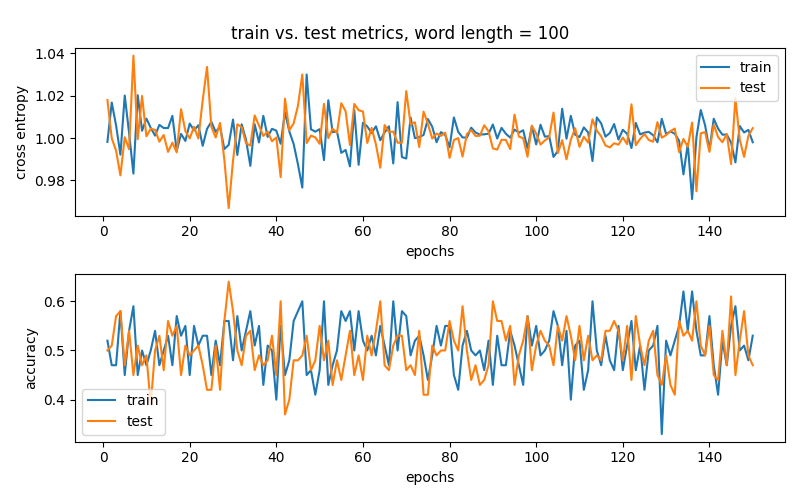 train vs. test metrics, word length = 100
1.04
1.02
1.00
0.98
cross entropy
train
test
0 20 40 60 80 100 120 140
epochs
0.6
0.5
0.4
accuracy
train
test
0 20 40 60 80 100 120 140
epochs